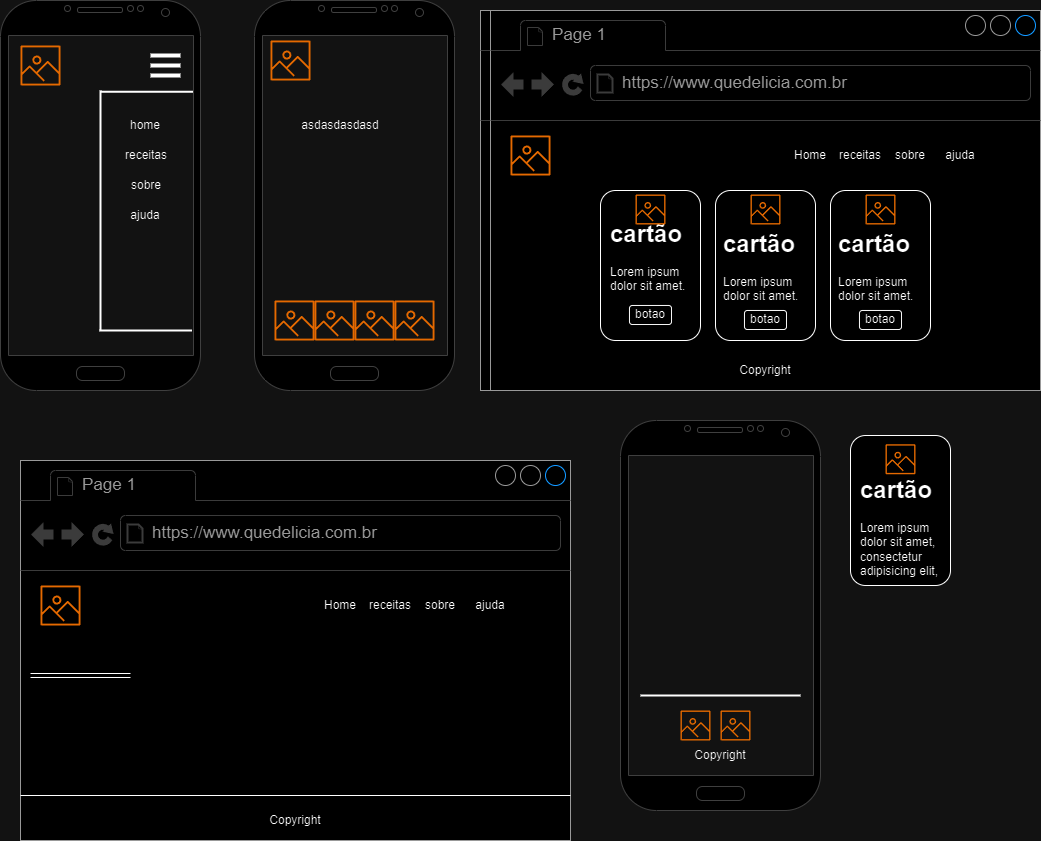 home
receitas
sobre
ajuda
asdasdasdasd
Page 1
https://www.quedelicia.com.br
Home receitas sobre ajuda
cartão
Lorem ipsum
dolor sit amet.
botao
cartão
Lorem ipsum
dolor sit amet.
botao
cartão
Lorem ipsum
dolor sit amet.
botao
Copyright
Page 1
https://www.quedelicia.com.br
Home receitas sobre ajuda
Copyright
Copyright
cartão
Lorem ipsum
dolor sit amet,
consectetur
adipisicing elit,